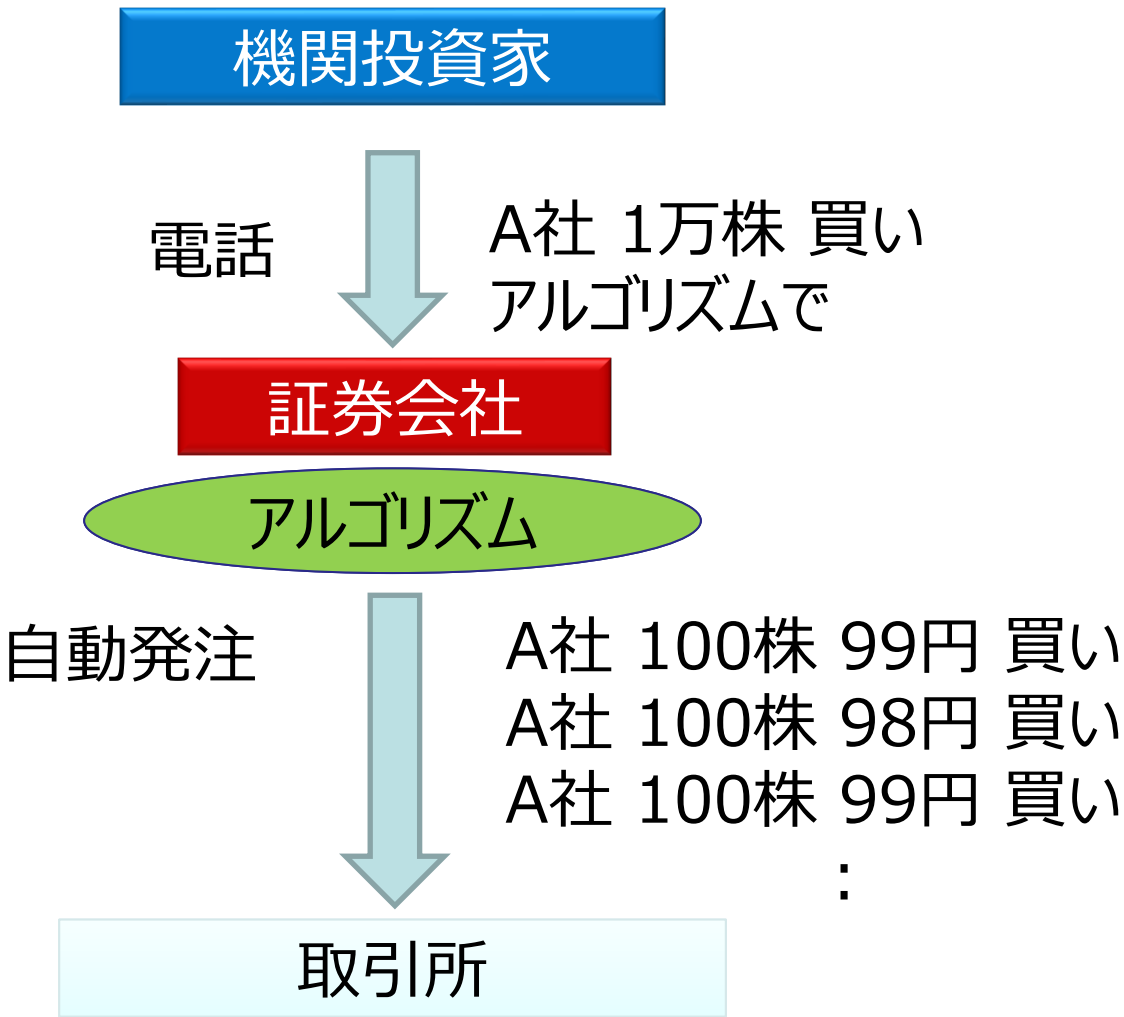 機関投資家
電話
A社 1万株 買い
アルゴリズムで
証券会社
アルゴリズム
自動発注
A社 100株 99円 買い
A社 100株 98円 買い
A社 100株 99円 買い
:
取引所